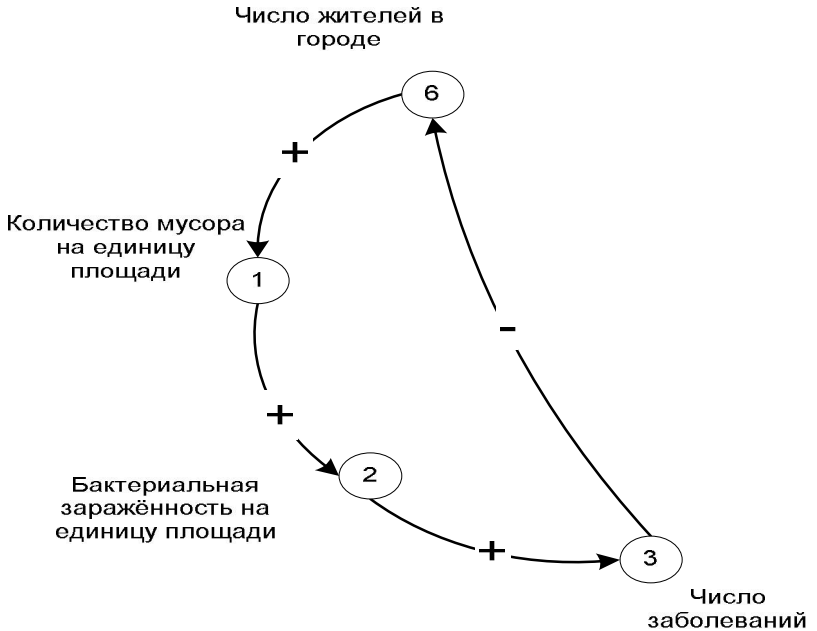 Число жителей в
городе
6
+
Количество мусора
на единицу
площади
1
-
+
2
Бактериальная
заражённость на
единицу площади
+
3
Число
заболеваний